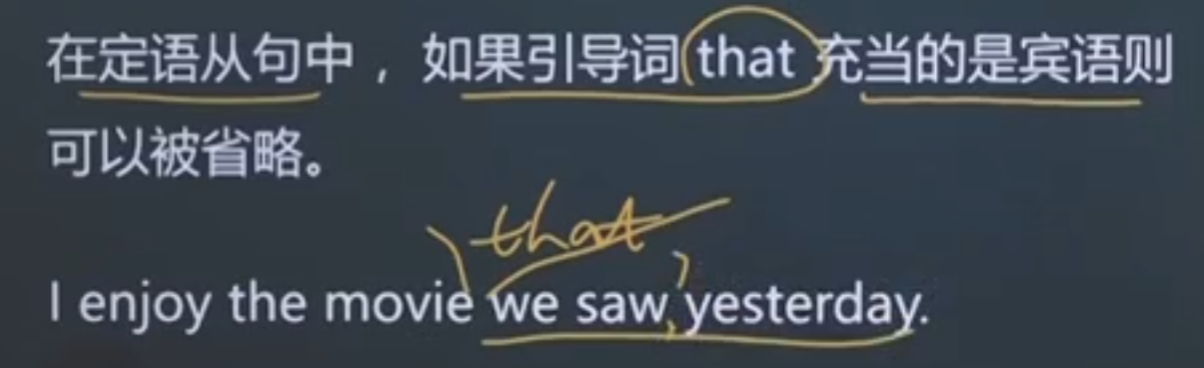 在定语从句中，如果引导词 that 充当的是宾语则
可以被省略。
that
I enjoy the movie we saw yesterday.